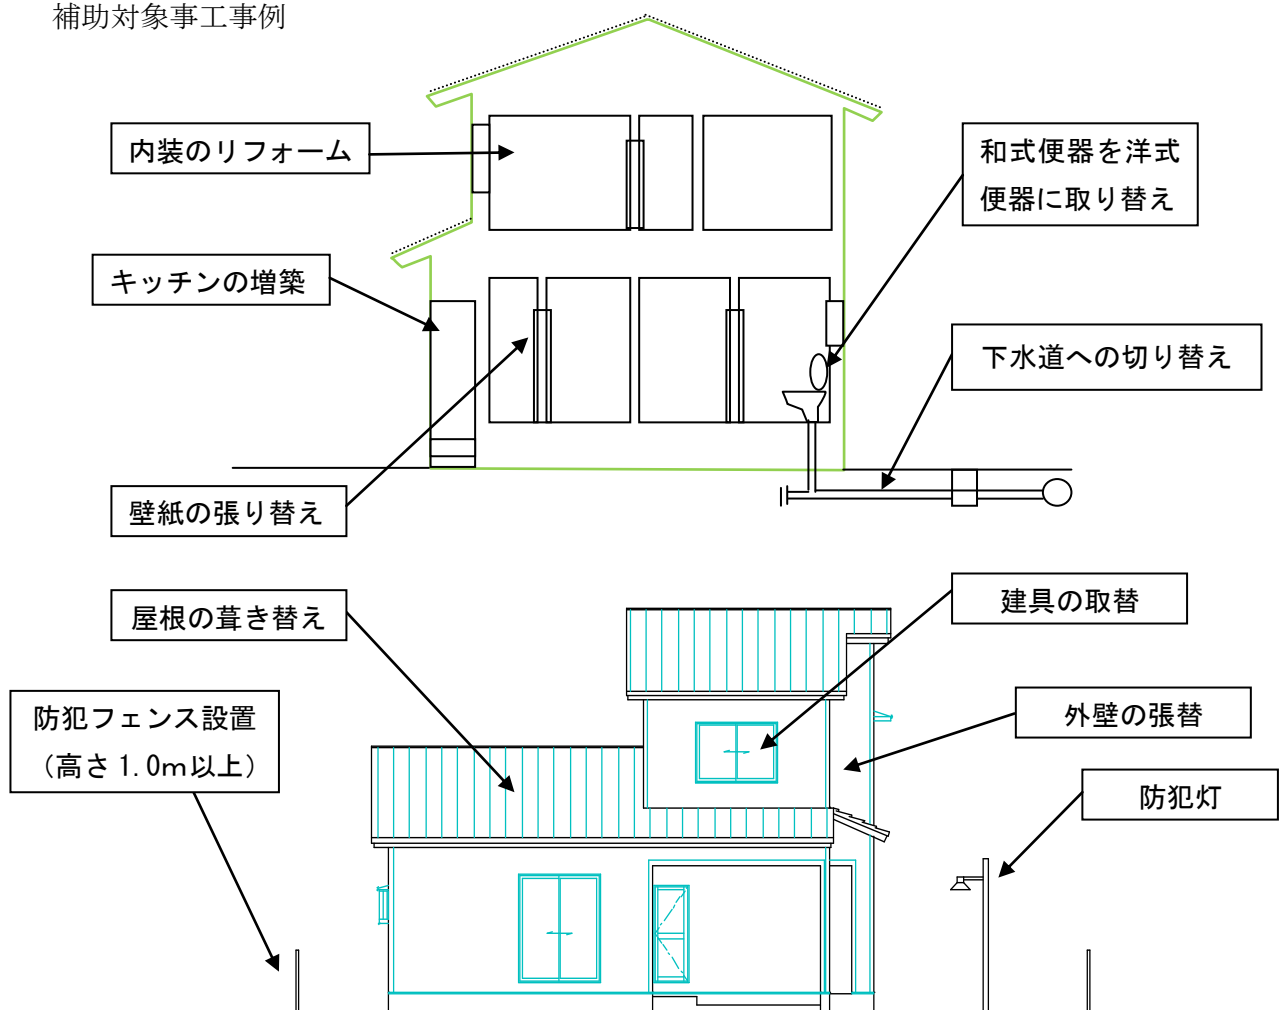 補助対象事工事例
内装のリフォーム
和式便器を洋式
便器に取り替え
キッチンの増築
下水道への切り替え
壁紙の張り替え
屋根の葺き替え
建具の取替
防犯フェンス設置
（高さ1.0m以上）
外壁の張替
防犯灯